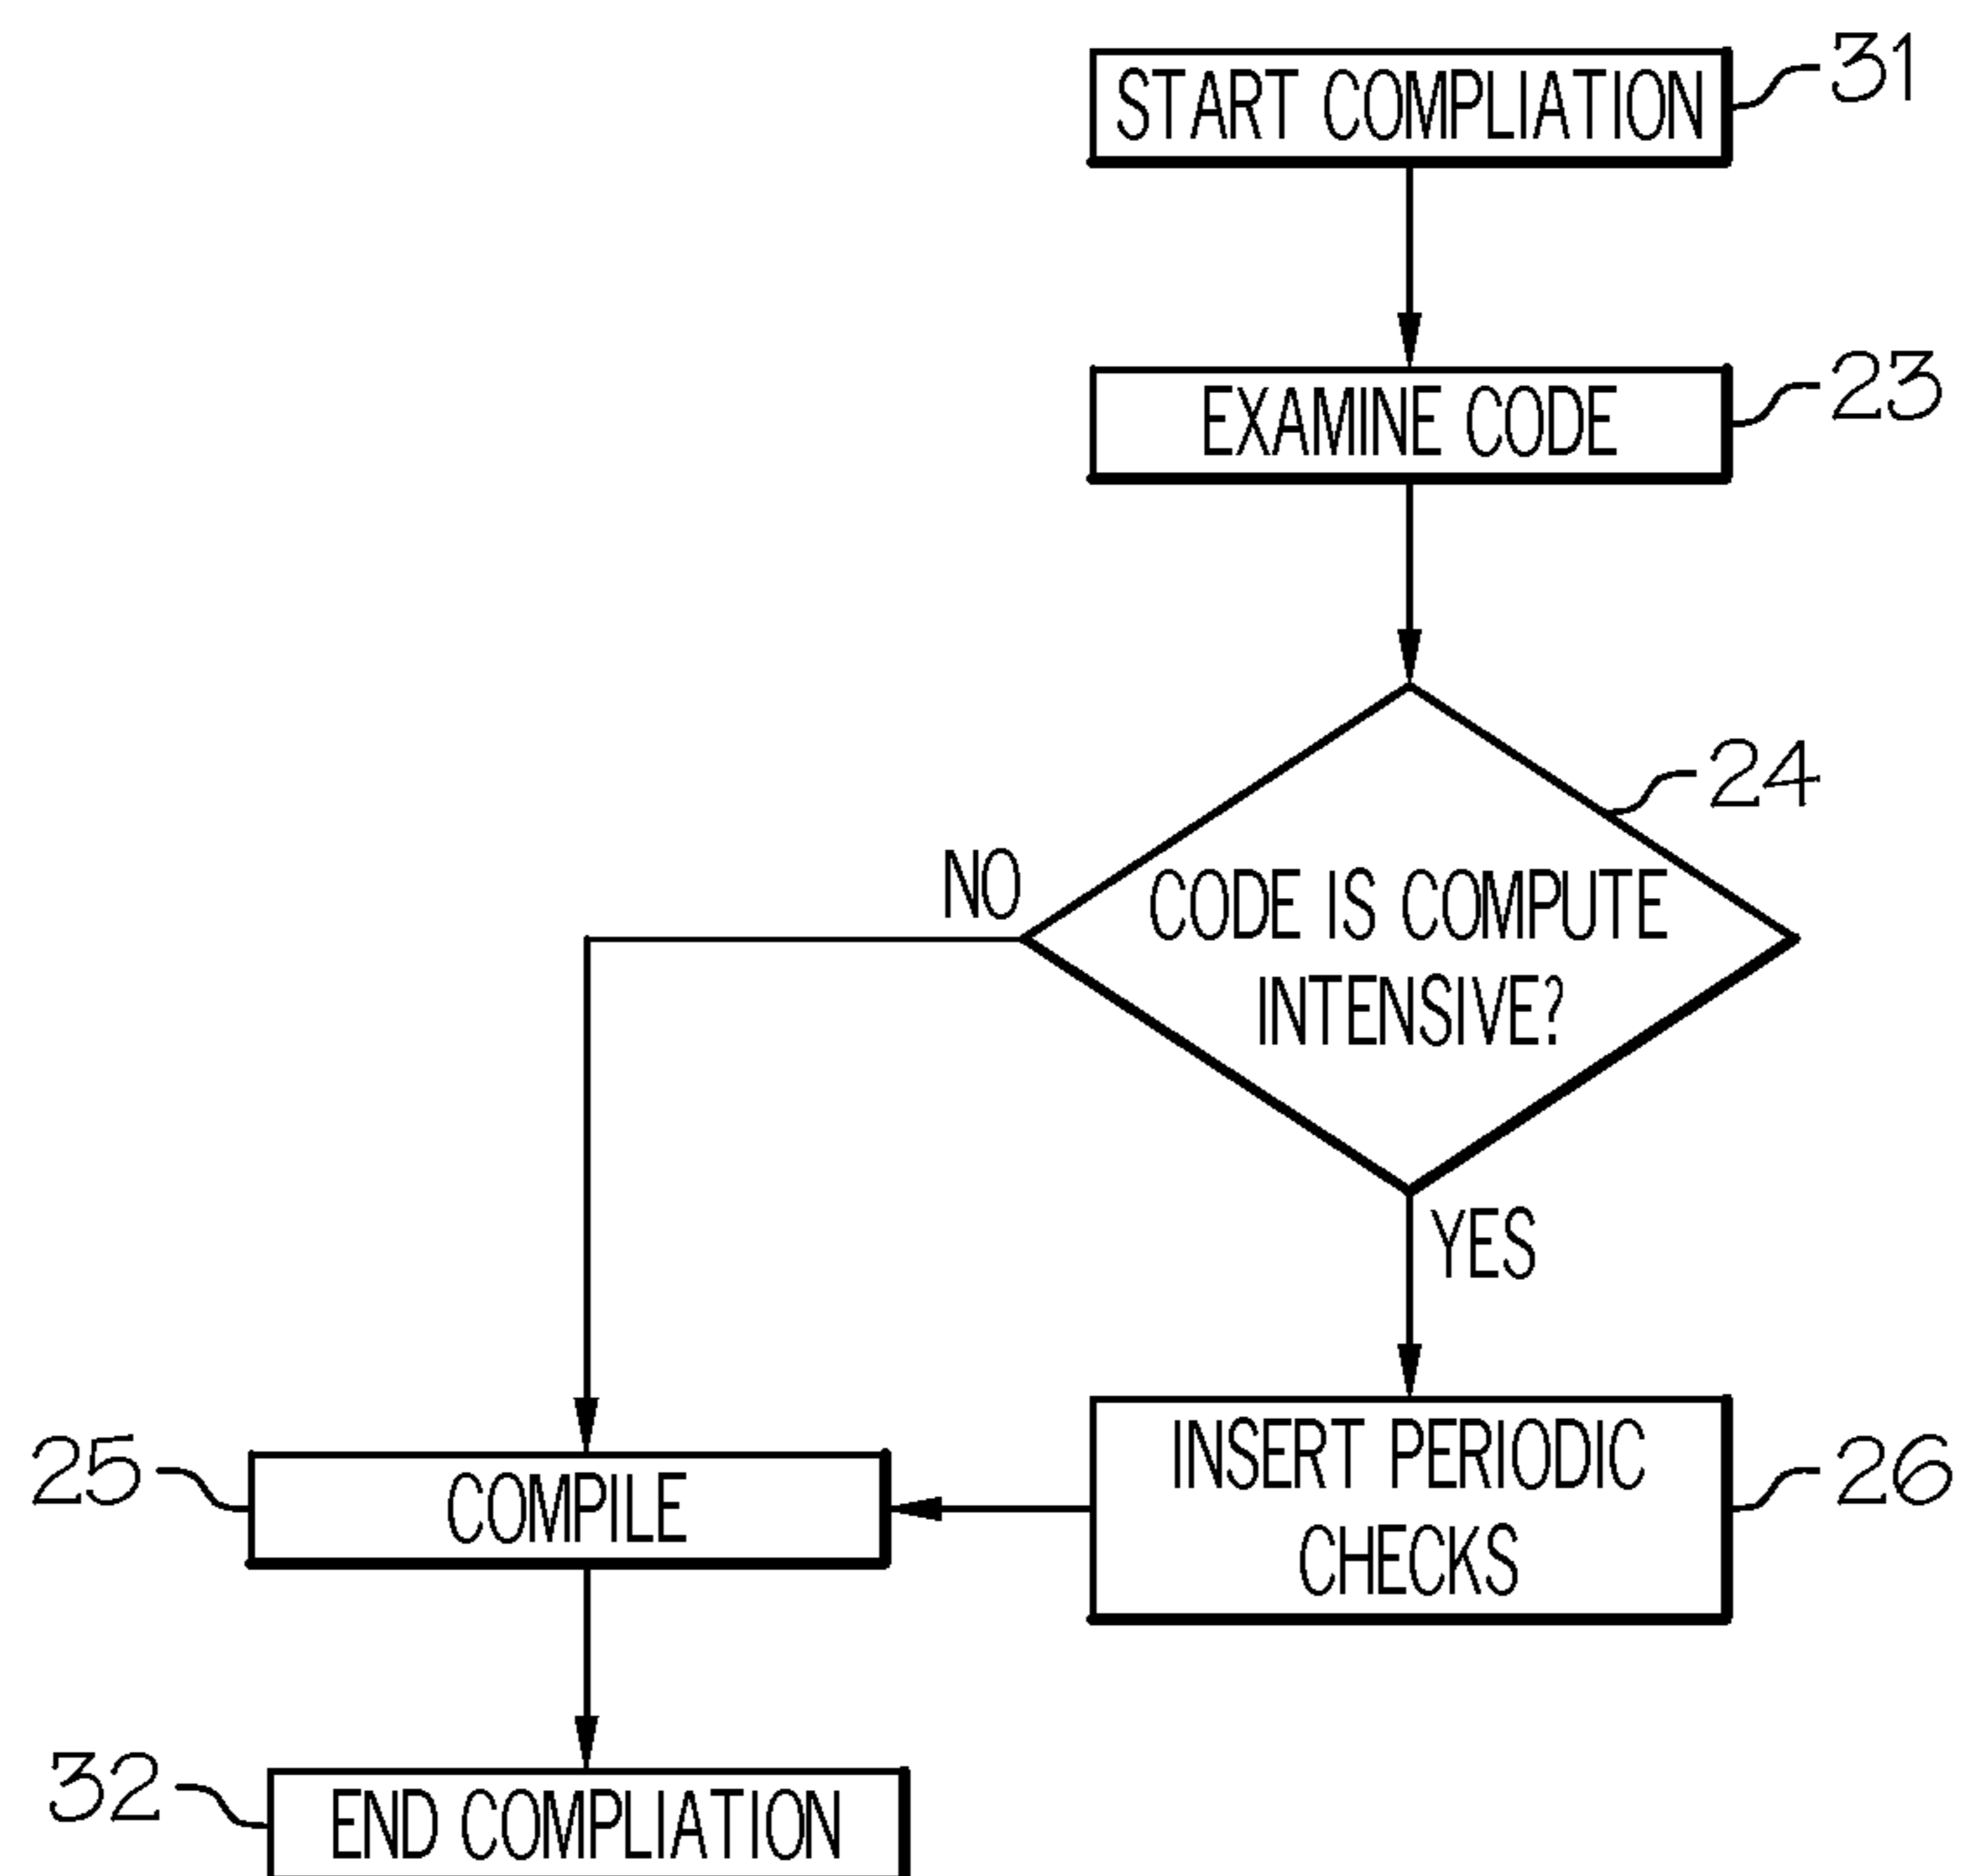 START COMPLIATION
31
EXAMINE CODE
23
24
NO
CODE IS COMPUTE
INTENSIVE?
YES
25
COMPILE
INSERT PERIODIC
CHECKS
26
32
END COMPLIATION